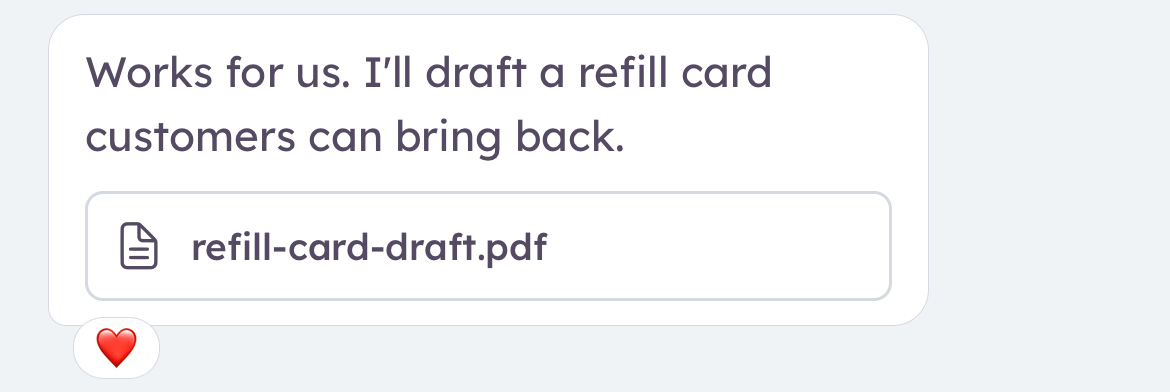 Works for us. I'll draft a refill card
customers can bring back.
refill-card-draft.pdf